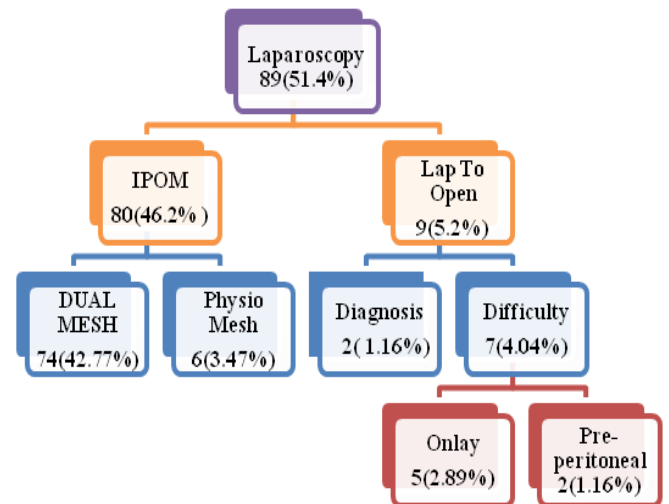 Laparoscopy
89(51.4%)
IPOM
80(46.2% )
Lap To
Open
9(5.2%)
DUAL
MESH
74(42.77%)
Physio
Mesh
6(3.47%)
Diagnosis
2( 1.16%)
Difficulty
7(4.04%)
Onlay
5(2.89%)
Pre-
peritoneal
2(1.16%)